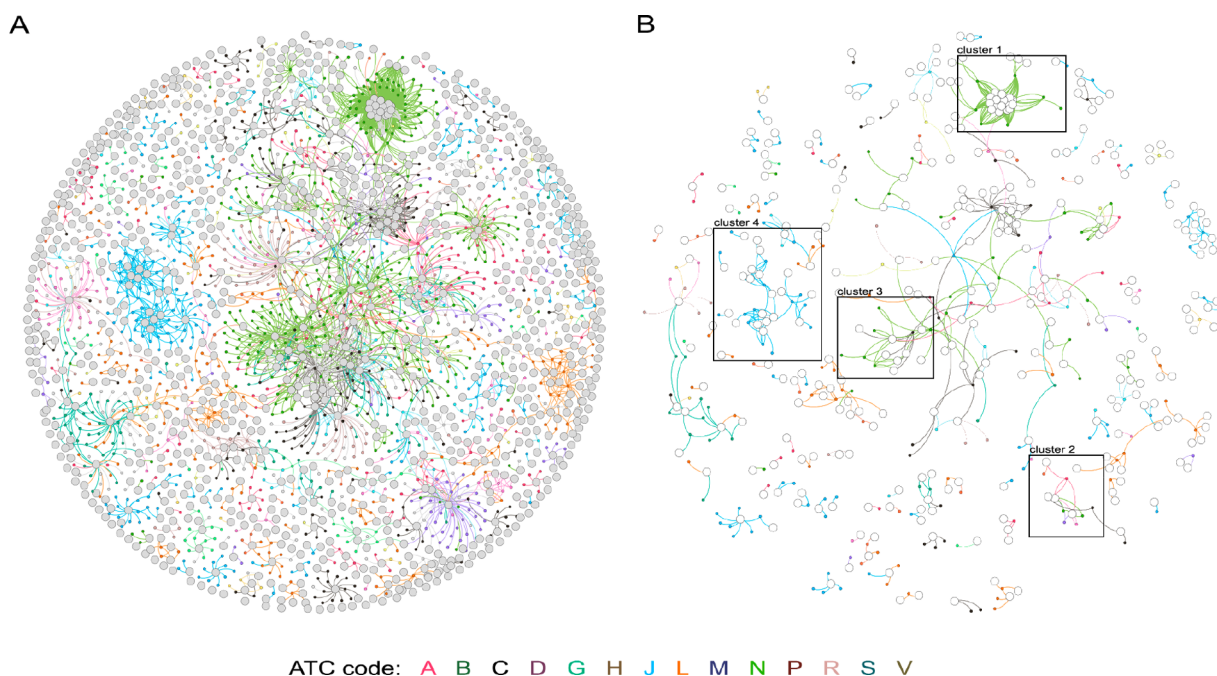 A
B
cluster 1
cluster 4
cluster 3
cluster 2
ATC code: A B C D G H J L M N P R S V